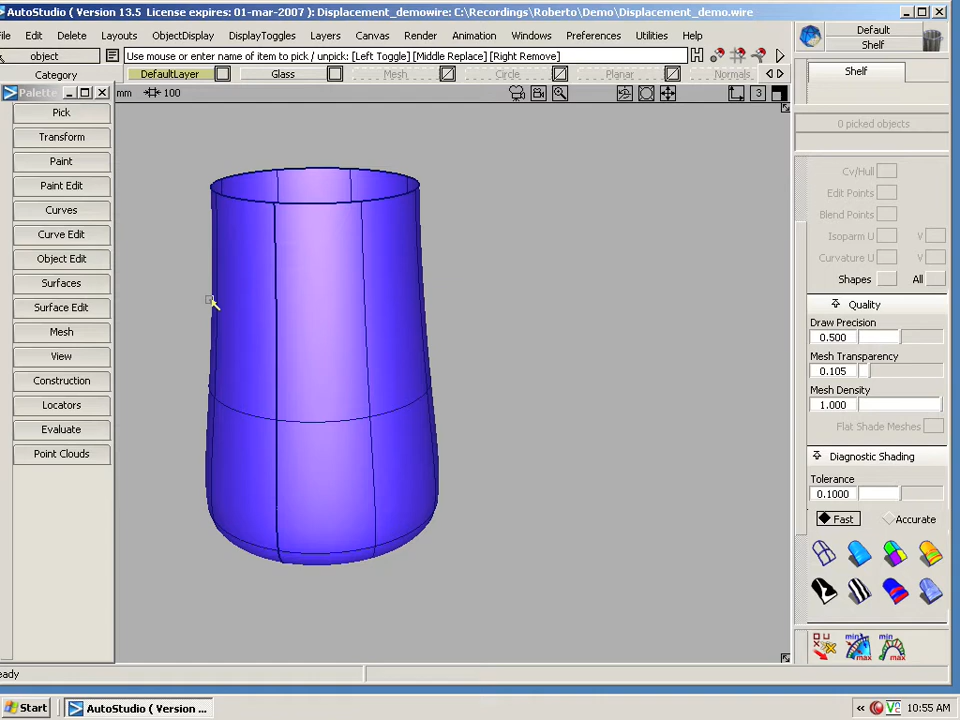 AutoStudio ( Version 13.5 License expires: 01-mar-2007 ): Displacement_demowire: C:\Recordings\Roberto\Demo\Displacement_demo.wire
File Edit Delete Layouts ObjectDisplay DisplayToggles Layers Canvas Render Animation Windows Preferences Utilities Help
Default
Shelf
object
Use mouse or enter name of item to pick / unpick: [Left Toggle] [Middle Replace] [Right Remove]
Category
DefaultLayer Glass Mesh Circle Planar Normals
Shelf
Palette
mm 100
3
0 picked objects
Pick
Transform
Paint
Paint Edit
Curves
Curve Edit
Object Edit
Surfaces
Surface Edit
Mesh
View
Construction
Locators
Evaluate
Point Clouds
Cv/Hull
Edit Points
Blend Points
Isoparm U V
Curvature U V
Shapes All
Quality
Draw Precision
0.500
Mesh Transparency
0.105
Mesh Density
1.000
Flat Shade Meshes
Diagnostic Shading
Tolerance
0.1000
Fast Accurate
min max min max
eady
Start AutoStudio ( Version ... 10:55 AM